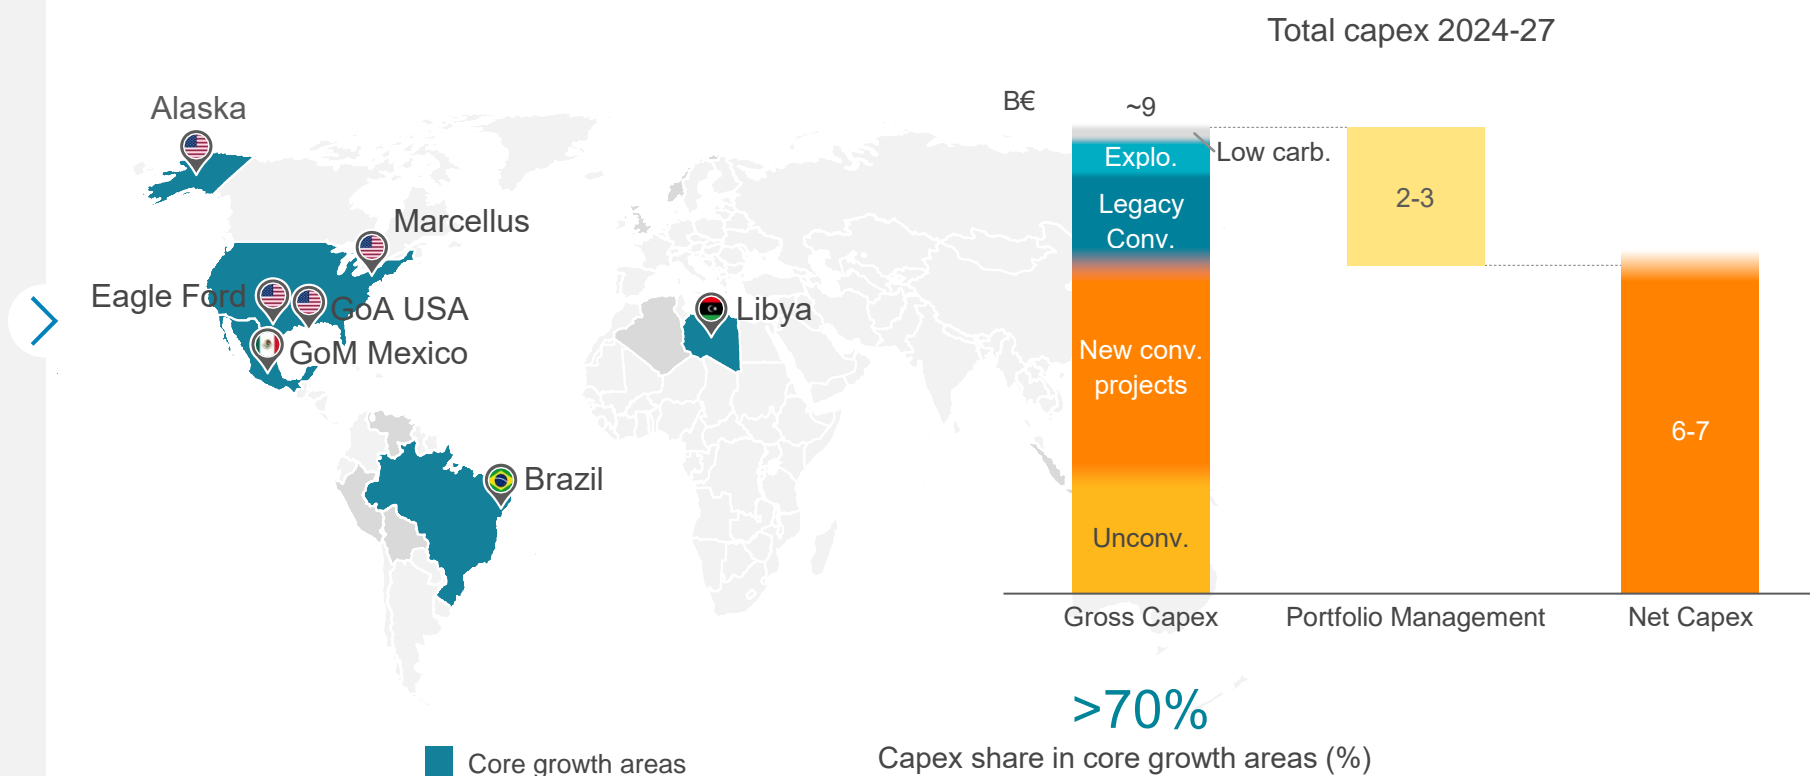 Total capex 2024-27
Alaska
Marcellus
Eagle Ford
GoA USA
GoM Mexico
Libya
Brazil
Core growth areas
B€
~9
Low carb.
Explo.
Legacy
Conv.
New conv.
projects
Unconv.
2-3
6-7
Gross Capex
Portfolio Management
Net Capex
>70%
Capex share in core growth areas (%)